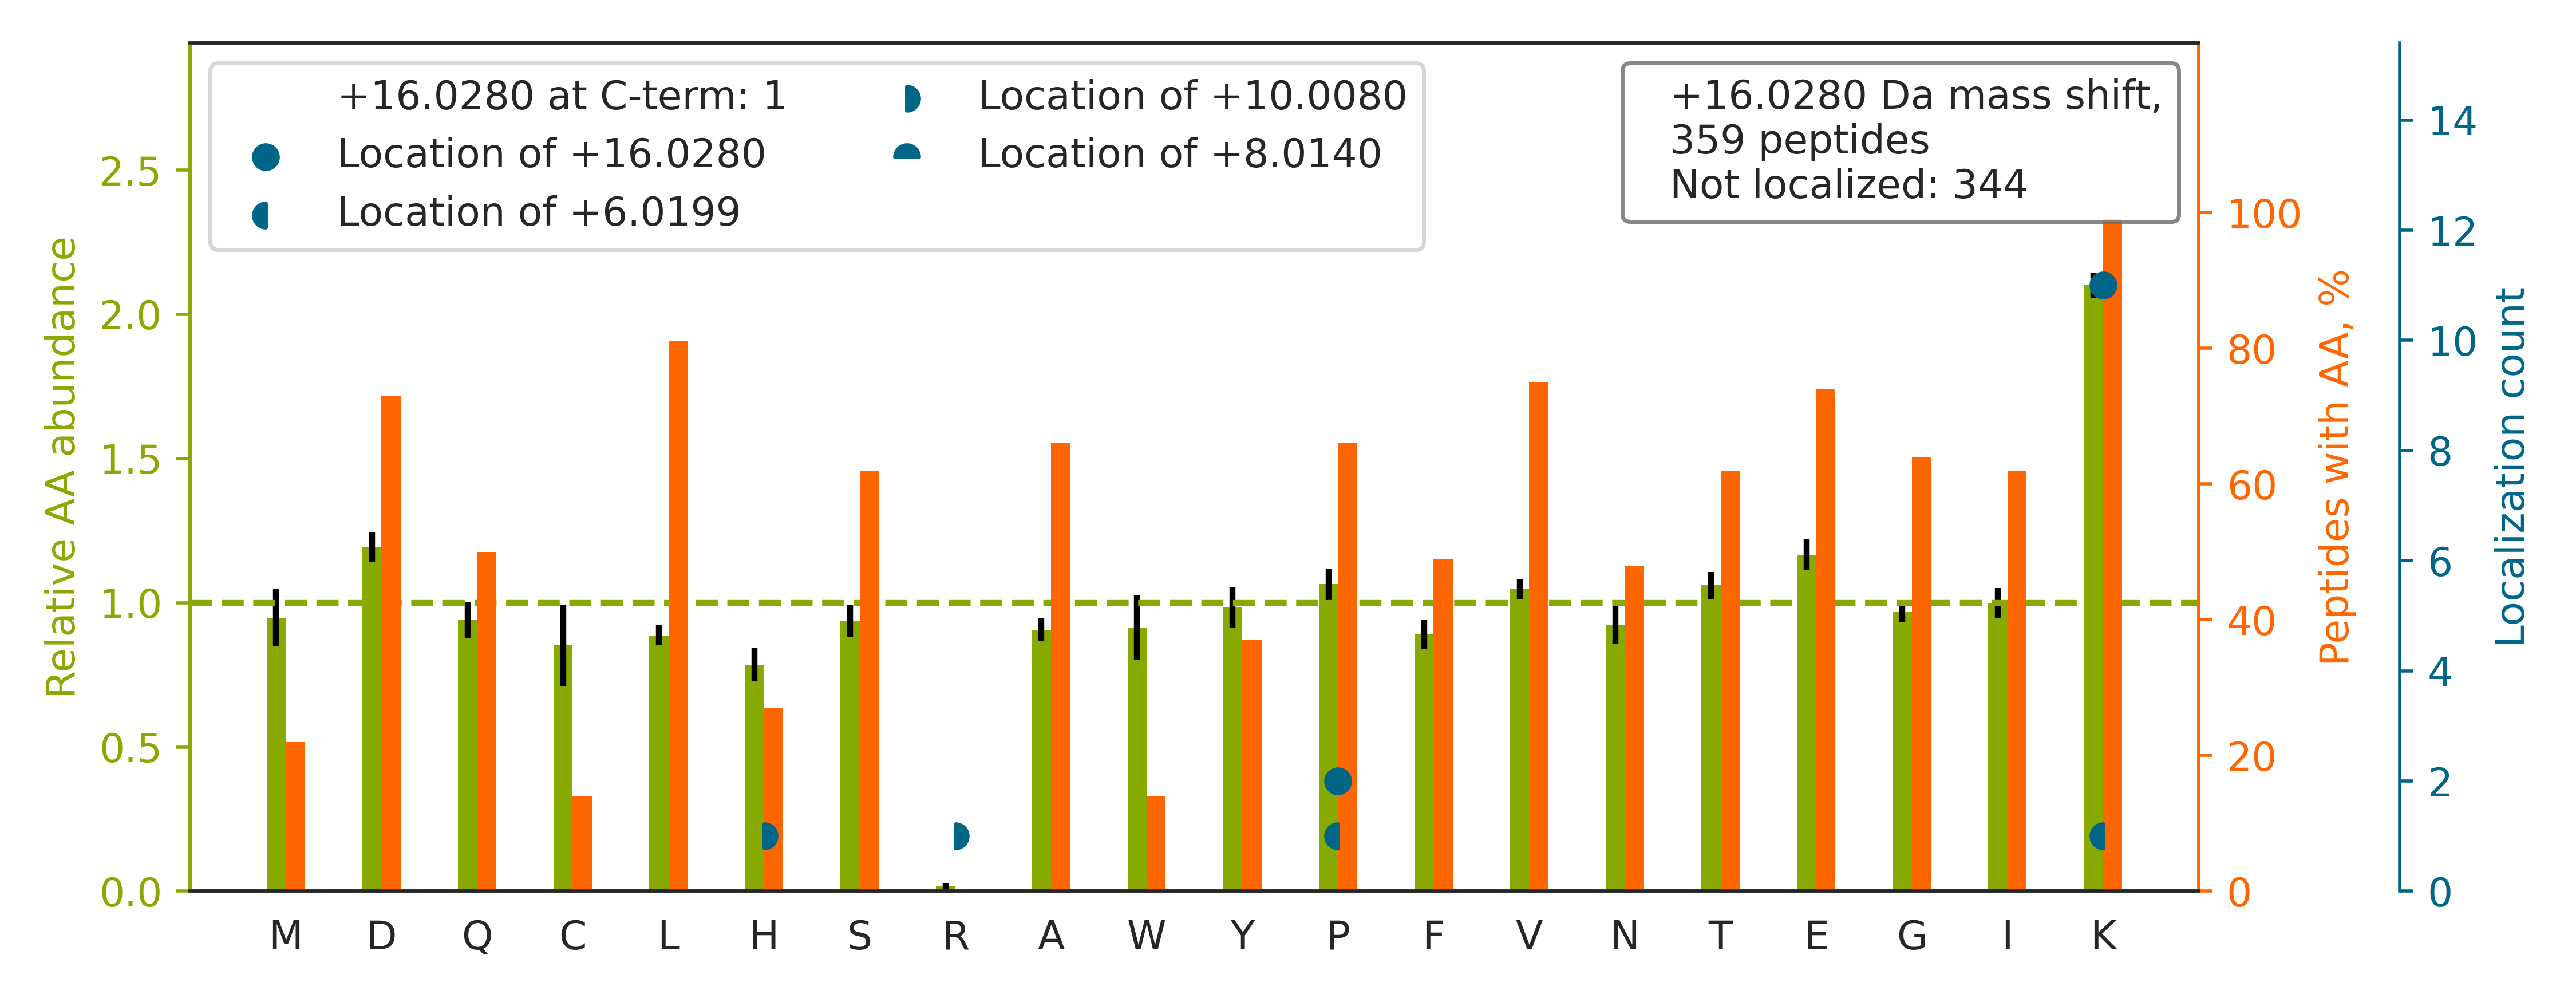 +16.0280 at C-term: 1
Location of +16.0280
Location of +6.0199
Location of +10.0080
Location of +8.0140
+16.0280 Da mass shift,
359 peptides
Not localized: 344
Relative AA abundance
2.5
2.0
1.5
1.0
0.5
0.0
M D Q C L H S R A W Y P F V N T E G I K
100
80
60
40
20
0
Peptides with AA, %
14
12
10
8
6
4
2
0
Localization count